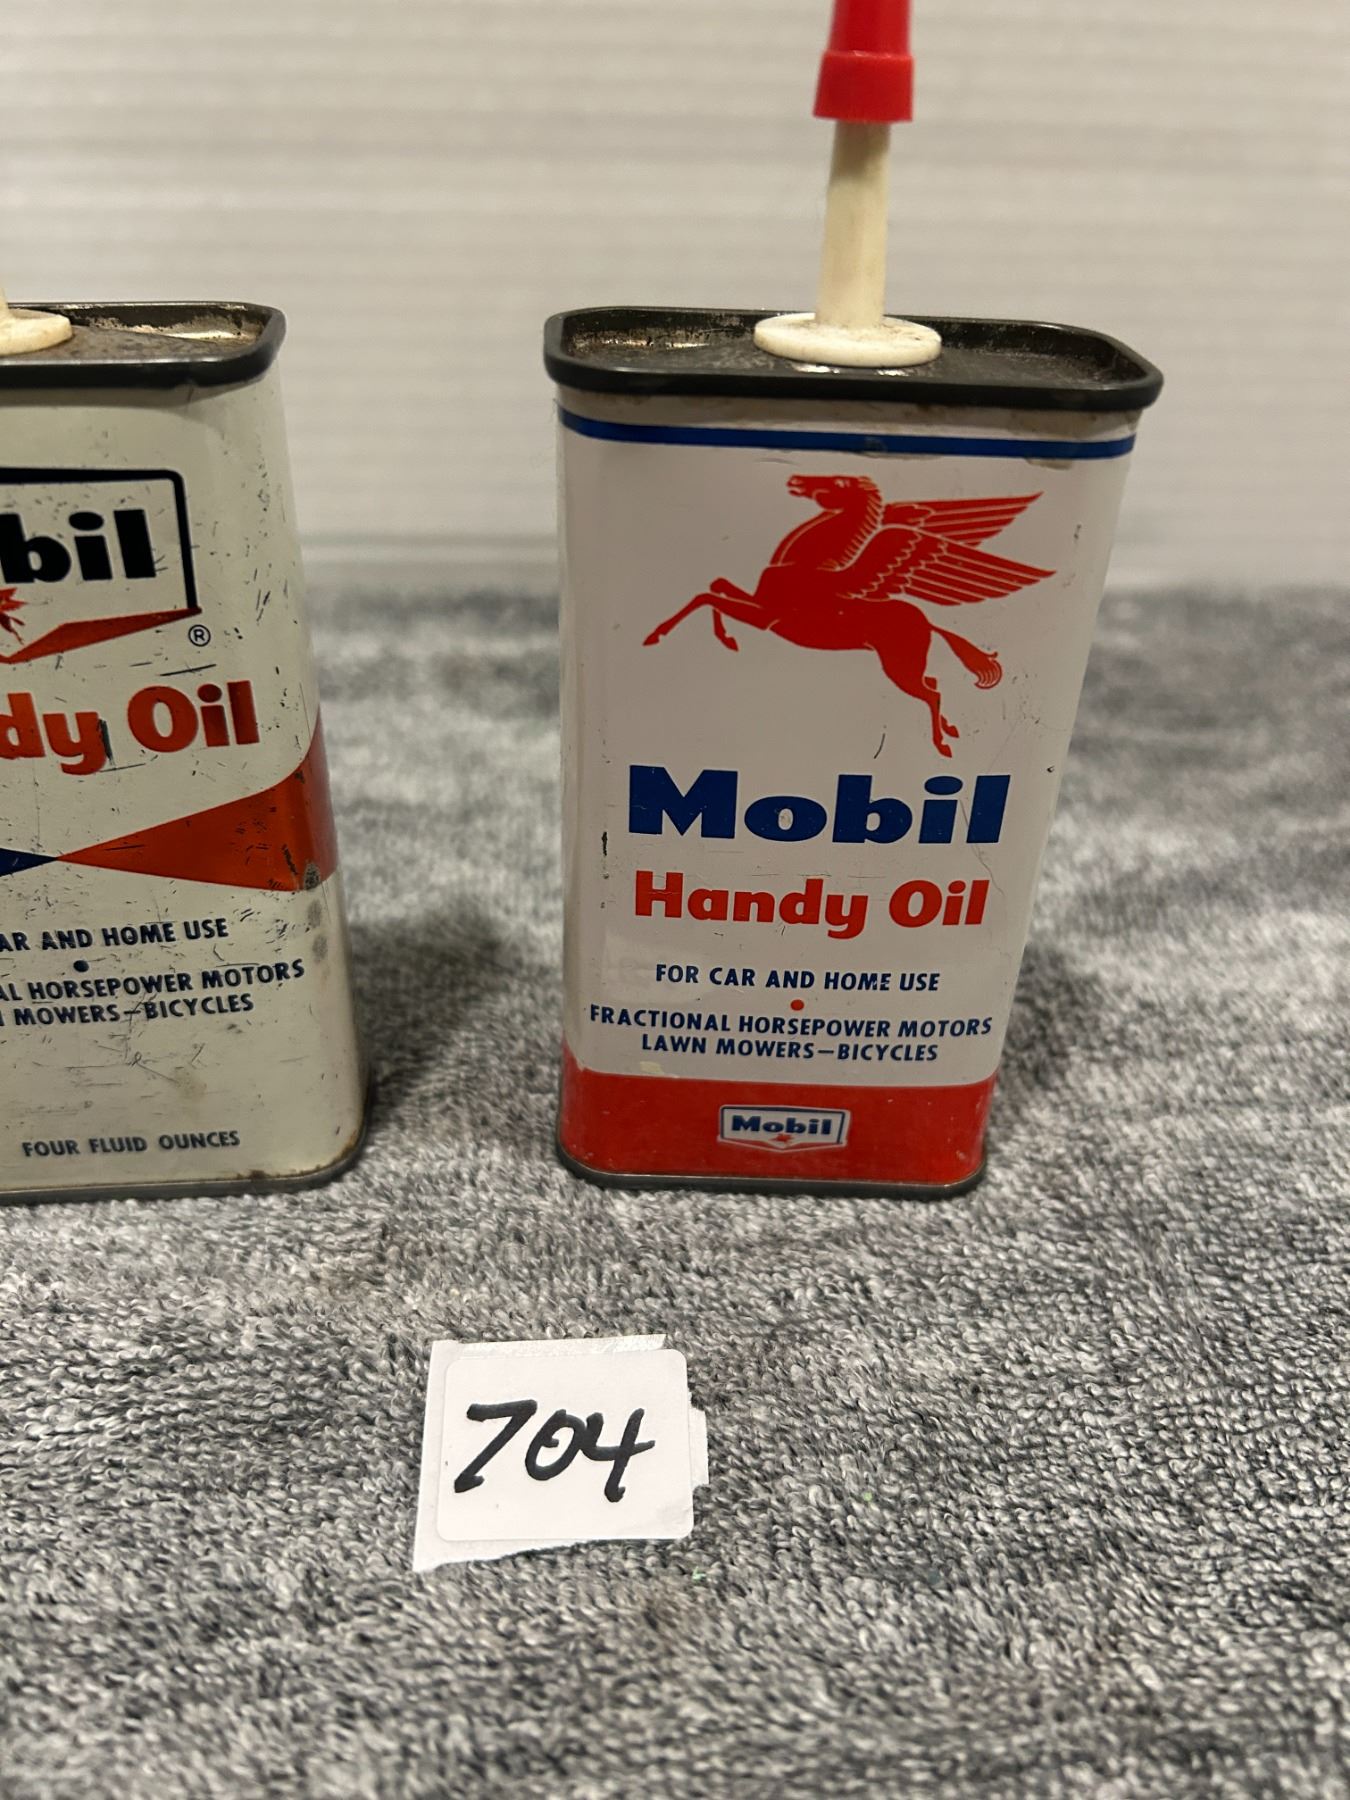 bil
®
dy Oil
AR AND HOME USE
•
AL HORSEPOWER MOTORS
MOWERS—BICYCLES
FOUR FLUID OUNCES
Mobil
Handy Oil
FOR CAR AND HOME USE
•
FRACTIONAL HORSEPOWER MOTORS
LAWN MOWERS—BICYCLES
Mobil
704